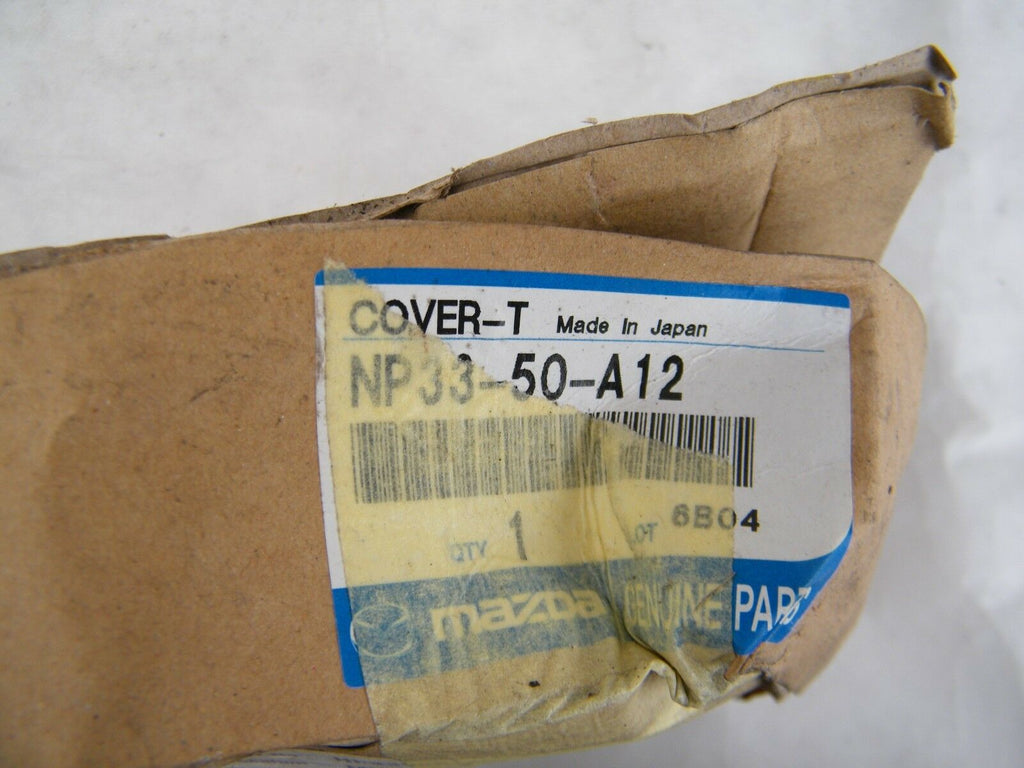 COVER-T Made In Japan
NP33-50-A12
QTY 1 LOT 6B04
mazda GENUINE PARTS